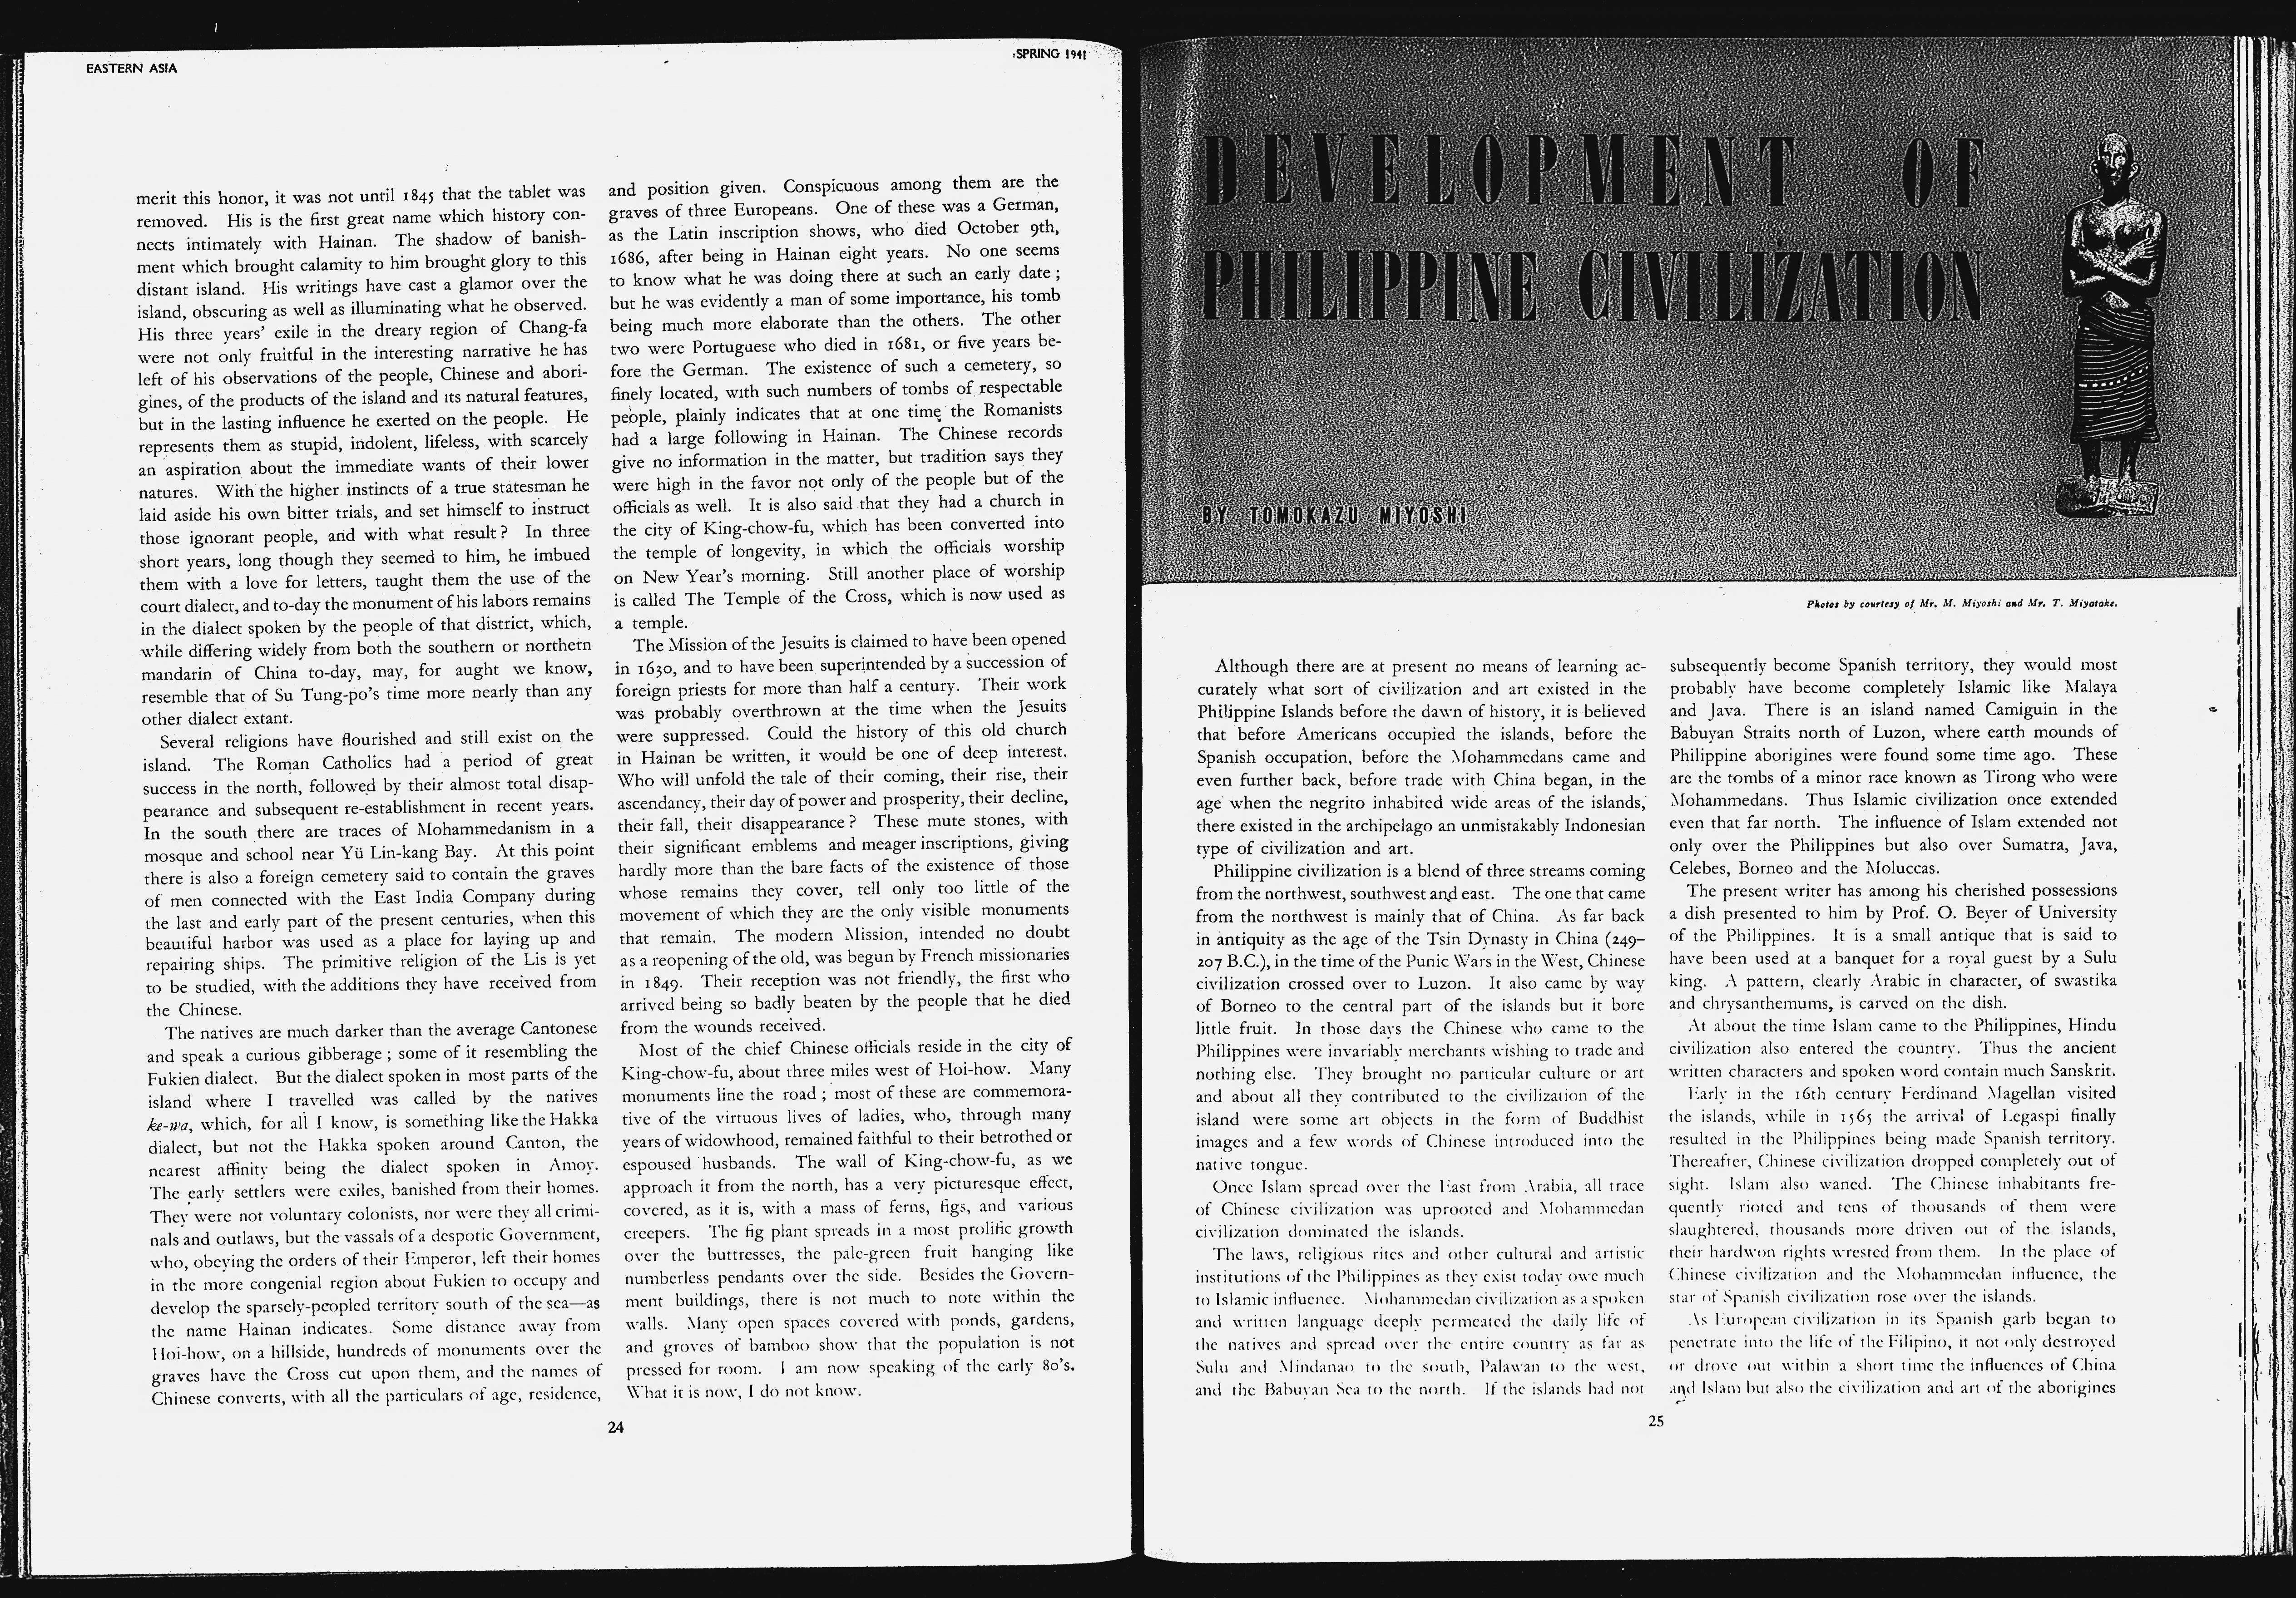 EASTERN ASIA
SPRING 1941
merit this honor, it was not until 1845 that the tablet was
removed. His is the first great name which history con-
nects intimately with Hainan. The shadow of banish-
ment which brought calamity to him brought glory to this
distant island. His writings have cast a glamor over the
island, obscuring as well as illuminating what he observed.
His three years' exile in the dreary region of Chang-fa
were not only fruitful in the interesting narrative he has
left of his observations of the people, Chinese and abori-
gines, of the products of the island and its natural features,
but in the lasting influence he exerted on the people. He
represents them as stupid, indolent, lifeless, with scarcely
an aspiration about the immediate wants of their lower
natures. With the higher instincts of a true statesman he
laid aside his own bitter trials, and set himself to instruct
those ignorant people, and with what result? In three
short years, long though they seemed to him, he imbued
them with a love for letters, taught them the use of the
court dialect, and to-day the monument of his labors remains
in the dialect spoken by the people of that district, which,
while differing widely from both the southern or northern
mandarin of China to-day, may, for aught we know,
resemble that of Su Tung-po's time more nearly than any
other dialect extant.
Several religions have flourished and still exist on the
island. The Roman Catholics had a period of great
success in the north, followed by their almost total disap-
pearance and subsequent re-establishment in recent years.
In the south there are traces of Mohammedanism in a
mosque and school near Yü Lin-kang Bay. At this point
there is also a foreign cemetery said to contain the graves
of men connected with the East India Company during
the last and early part of the present centuries, when this
beautiful harbor was used as a place for laying up and
repairing ships. The primitive religion of the Lis is yet
to be studied, with the additions they have received from
the Chinese.
The natives are much darker than the average Cantonese
and speak a curious gibberage; some of it resembling the
Fukien dialect. But the dialect spoken in most parts of the
island where I travelled was called by the natives
ke-wa, which, for all I know, is something like the Hakka
dialect, but not the Hakka spoken around Canton, the
nearest affinity being the dialect spoken in Amoy.
The early settlers were exiles, banished from their homes.
They were not voluntary colonists, nor were they all crimi-
nals and outlaws, but the vassals of a despotic Government,
who, obeying the orders of their Emperor, left their homes
in the more congenial region about Fukien to occupy and
develop the sparsely-peopled territory south of the sea—as
the name Hainan indicates. Some distance away from
Hoi-how, on a hillside, hundreds of monuments over the
graves have the Cross cut upon them, and the names of
Chinese converts, with all the particulars of age, residence,
and position given. Conspicuous among them are the
graves of three Europeans. One of these was a German,
as the Latin inscription shows, who died October 9th,
1686, after being in Hainan eight years. No one seems
to know what he was doing there at such an early date;
but he was evidently a man of some importance, his tomb
being much more elaborate than the others. The other
two were Portuguese who died in 1681, or five years be-
fore the German. The existence of such a cemetery, so
finely located, with such numbers of tombs of respectable
people, plainly indicates that at one time the Romanists
had a large following in Hainan. The Chinese records
give no information in the matter, but tradition says they
were high in the favor not only of the people but of the
officials as well. It is also said that they had a church in
the city of King-chow-fu, which has been converted into
the temple of longevity, in which the officials worship
on New Year's morning. Still another place of worship
is called The Temple of the Cross, which is now used as
a temple.
The Mission of the Jesuits is claimed to have been opened
in 1630, and to have been superintended by a succession of
foreign priests for more than half a century. Their work
was probably overthrown at the time when the Jesuits
were suppressed. Could the history of this old church
in Hainan be written, it would be one of deep interest.
Who will unfold the tale of their coming, their rise, their
ascendancy, their day of power and prosperity, their decline,
their fall, their disappearance? These mute stones, with
their significant emblems and meager inscriptions, giving
hardly more than the bare facts of the existence of those
whose remains they cover, tell only too little of the
movement of which they are the only visible monuments
that remain. The modern Mission, intended no doubt
as a reopening of the old, was begun by French missionaries
in 1849. Their reception was not friendly, the first who
arrived being so badly beaten by the people that he died
from the wounds received.
Most of the chief Chinese officials reside in the city of
King-chow-fu, about three miles west of Hoi-how. Many
monuments line the road; most of these are commemora-
tive of the virtuous lives of ladies, who, through many
years of widowhood, remained faithful to their betrothed or
espoused husbands. The wall of King-chow-fu, as we
approach it from the north, has a very picturesque effect,
covered, as it is, with a mass of ferns, figs, and various
creepers. The fig plant spreads in a most prolific growth
over the buttresses, the pale-green fruit hanging like
numberless pendants over the side. Besides the Govern-
ment buildings, there is not much to note within the
walls. Many open spaces covered with ponds, gardens,
and groves of bamboo show that the population is not
pressed for room. I am now speaking of the early 80's.
What it is now, I do not know.
24
DEVELOPMENT OF
PHILIPPINE CIVILIZATION
BY TOMOKAZU MIYOSHI
Photos by courtesy of Mr. M. Miyoshi and Mr. T. Miyatake.
Although there are at present no means of learning ac-
curately what sort of civilization and art existed in the
Philippine Islands before the dawn of history, it is believed
that before Americans occupied the islands, before the
Spanish occupation, before the Mohammedans came and
even further back, before trade with China began, in the
age when the negrito inhabited wide areas of the islands,
there existed in the archipelago an unmistakably Indonesian
type of civilization and art.
Philippine civilization is a blend of three streams coming
from the northwest, southwest and east. The one that came
from the northwest is mainly that of China. As far back
in antiquity as the age of the Tsin Dynasty in China (249–
207 B.C.), in the time of the Punic Wars in the West, Chinese
civilization crossed over to Luzon. It also came by way
of Borneo to the central part of the islands but it bore
little fruit. In those days the Chinese who came to the
Philippines were invariably merchants wishing to trade and
nothing else. They brought no particular culture or art
and about all they contributed to the civilization of the
island were some art objects in the form of Buddhist
images and a few words of Chinese introduced into the
native tongue.
Once Islam spread over the East from Arabia, all trace
of Chinese civilization was uprooted and Mohammedan
civilization dominated the islands.
The laws, religious rites and other cultural and artistic
institutions of the Philippines as they exist today owe much
to Islamic influence. Mohammedan civilization as a spoken
and written language deeply permeated the daily life of
the natives and spread over the entire country as far as
Sulu and Mindanao to the south, Palawan to the west,
and the Babuyan Sea to the north. If the islands had not
subsequently become Spanish territory, they would most
probably have become completely Islamic like Malaya
and Java. There is an island named Camiguin in the
Babuyan Straits north of Luzon, where earth mounds of
Philippine aborigines were found some time ago. These
are the tombs of a minor race known as Tirong who were
Mohammedans. Thus Islamic civilization once extended
even that far north. The influence of Islam extended not
only over the Philippines but also over Sumatra, Java,
Celebes, Borneo and the Moluccas.
The present writer has among his cherished possessions
a dish presented to him by Prof. O. Beyer of University
of the Philippines. It is a small antique that is said to
have been used at a banquet for a royal guest by a Sulu
king. A pattern, clearly Arabic in character, of swastika
and chrysanthemums, is carved on the dish.
At about the time Islam came to the Philippines, Hindu
civilization also entered the country. Thus the ancient
written characters and spoken word contain much Sanskrit.
Early in the 16th century Ferdinand Magellan visited
the islands, while in 1565 the arrival of Legaspi finally
resulted in the Philippines being made Spanish territory.
Thereafter, Chinese civilization dropped completely out of
sight. Islam also waned. The Chinese inhabitants fre-
quently rioted and tens of thousands of them were
slaughtered, thousands more driven out of the islands,
their hardwon rights wrested from them. In the place of
Chinese civilization and the Mohammedan influence, the
star of Spanish civilization rose over the islands.
As European civilization in its Spanish garb began to
penetrate into the life of the Filipino, it not only destroyed
or drove out within a short time the influences of China
and Islam but also the civilization and art of the aborigines
25